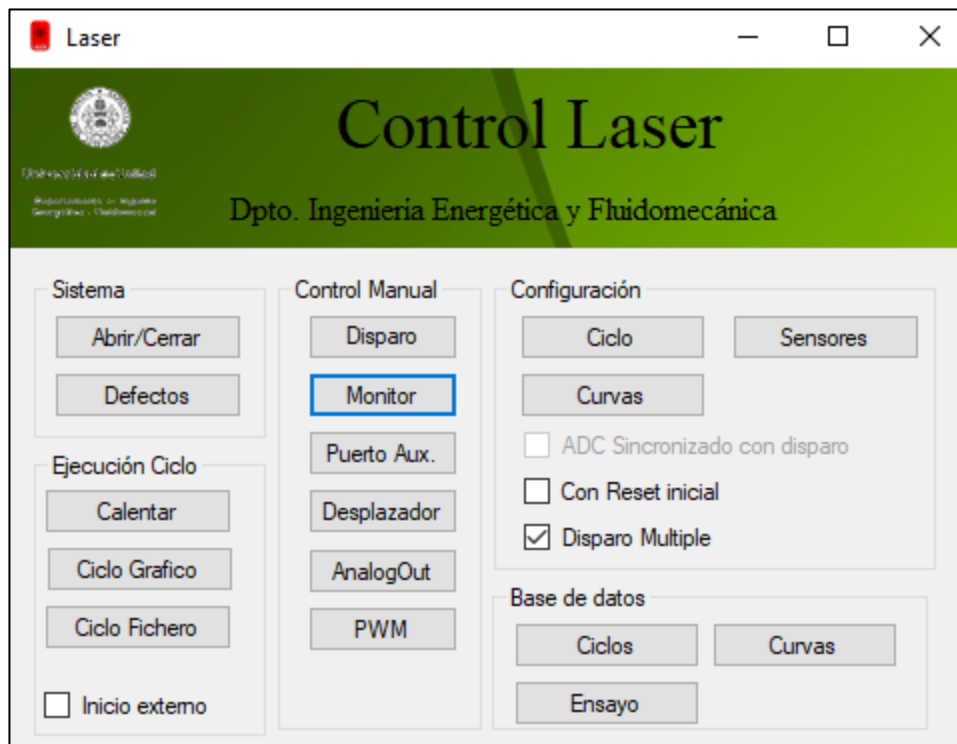 Laser
Control Laser
Dpto. Ingeniería Energética y Fluidomecánica
Sistema
Abrir/Cerrar
Defectos
Ejecución Ciclo
Calentar
Ciclo Grafico
Ciclo Fichero
Inicio externo
Control Manual
Disparo
Monitor
Puerto Aux.
Desplazador
AnalogOut
PWM
Configuración
Ciclo
Sensores
Curvas
ADC Sincronizado con disparo
Con Reset inicial
Disparo Multiple
Base de datos
Ciclos
Curvas
Ensayo